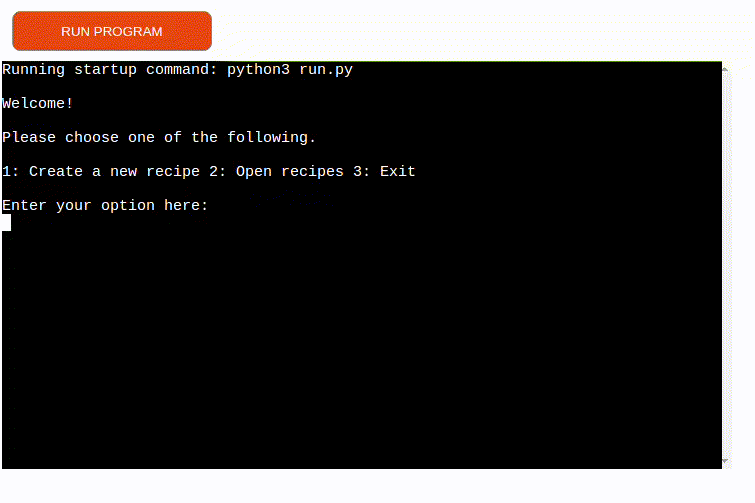 RUN PROGRAM
Running startup command: python3 run.py
Welcome!
Please choose one of the following.
1: Create a new recipe 2: Open recipes 3: Exit
Enter your option here: